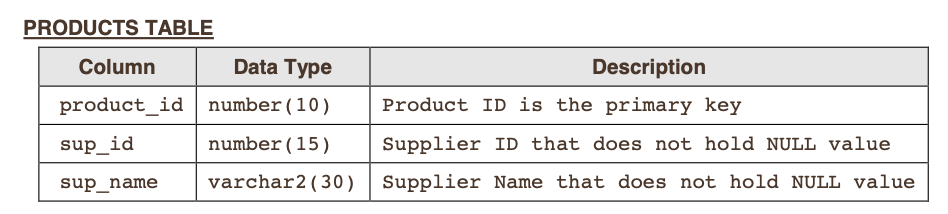 PRODUCTS TABLE
Column Data Type Description
product_id number(10) Product ID is the primary key
sup_id number(15) Supplier ID that does not hold NULL value
sup_name varchar2(30) Supplier Name that does not hold NULL value